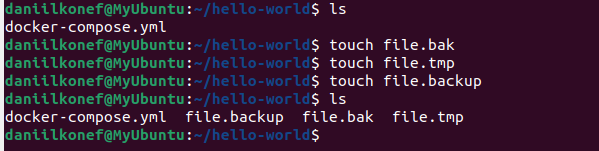 daniilkonef@MyUbuntu:~/hello-world$ ls
docker-compose.yml
daniilkonef@MyUbuntu:~/hello-world$ touch file.bak
daniilkonef@MyUbuntu:~/hello-world$ touch file.tmp
daniilkonef@MyUbuntu:~/hello-world$ touch file.backup
daniilkonef@MyUbuntu:~/hello-world$ ls
docker-compose.yml  file.backup  file.bak  file.tmp
daniilkonef@MyUbuntu:~/hello-world$